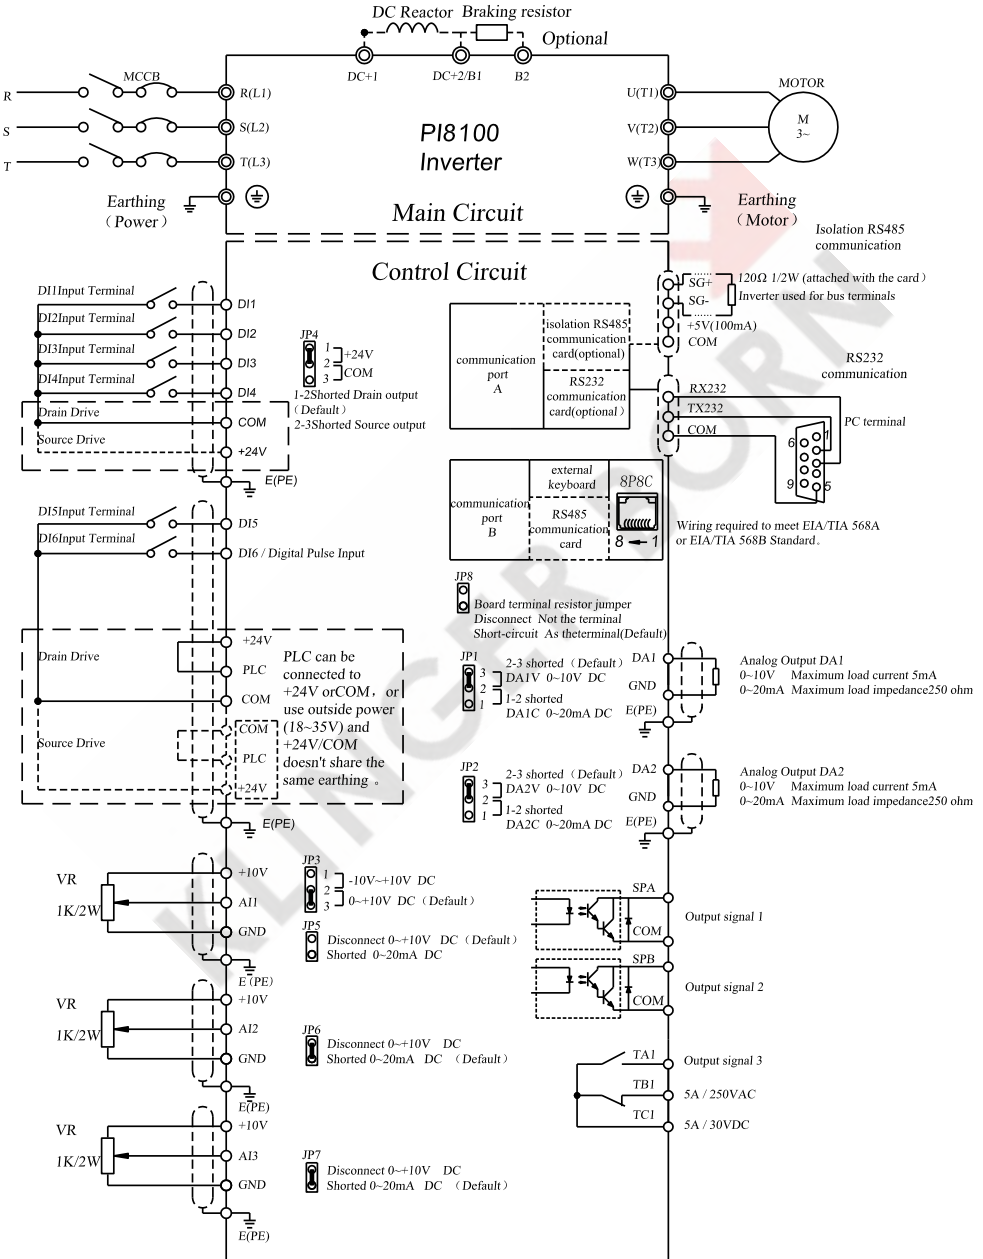 DC Reactor Braking resistor
Optional
DC+1 DC+2/B1 B2
MCCB
R
S
T
R(L1)
S(L2)
T(L3)
Earthing
(Power)
PI8100
Inverter
Main Circuit
U(T1)
V(T2)
W(T3)
MOTOR
M
3~
Earthing
(Motor)
Control Circuit
Isolation RS485
communication
SG+
SG-
+5V(100mA)
COM
120Ω 1/2W (attached with the card)
Inverter used for bus terminals
RS232
communication
RX232
TX232
COM
PC terminal
6 1
9 5
communication
port
A
isolation RS485
communication
card(optional)
RS232
communication
card(optional)
communication
port
B
external
keyboard
RS485
communication
card
8P8C
8 1
Wiring required to meet EIA/TIA 568A
or EIA/TIA 568B Standard。
DI1Input Terminal
DI2Input Terminal
DI3Input Terminal
DI4Input Terminal
Drain Drive
Source Drive
DI1
DI2
DI3
DI4
COM
+24V
E(PE)
JP4
1
2
3
+24V
COM
1-2Shorted Drain output
(Default)
2-3Shorted Source output
DI5Input Terminal
DI6Input Terminal
DI5
DI6 / Digital Pulse Input
Drain Drive
Source Drive
+24V
PLC
COM
COM
PLC
+24V
E(PE)
PLC can be
connected to
+24V orCOM，or
use outside power
(18~35V) and
+24V/COM
doesn't share the
same earthing 。
JP8
Board terminal resistor jumper
Disconnect Not the terminal
Short-circuit As theterminal(Default)
JP1
3
2
1
2-3 shorted（Default）
DA1V 0~10V DC
1-2 shorted
DA1C 0~20mA DC
DA1
GND
E(PE)
Analog Output DA1
0~10V Maximum load current 5mA
0~20mA Maximum load impedance250 ohm
JP2
3
2
1
2-3 shorted（Default）
DA2V 0~10V DC
1-2 shorted
DA2C 0~20mA DC
DA2
GND
E(PE)
Analog Output DA2
0~10V Maximum load current 5mA
0~20mA Maximum load impedance250 ohm
VR
1K/2W
+10V
AI1
GND
E(PE)
JP3
1
2
3
-10V~+10V DC
0~+10V DC（Default）
JP5
Disconnect 0~+10V DC（Default）
Shorted 0~20mA DC
VR
1K/2W
+10V
AI2
GND
E(PE)
JP6
Disconnect 0~+10V DC
Shorted 0~20mA DC （Default）
VR
1K/2W
+10V
AI3
GND
E(PE)
JP7
Disconnect 0~+10V DC
Shorted 0~20mA DC （Default）
SPA
COM
Output signal 1
SPB
COM
Output signal 2
TA1
TB1
TC1
Output signal 3
5A / 250VAC
5A / 30VDC
KLINGER BORN